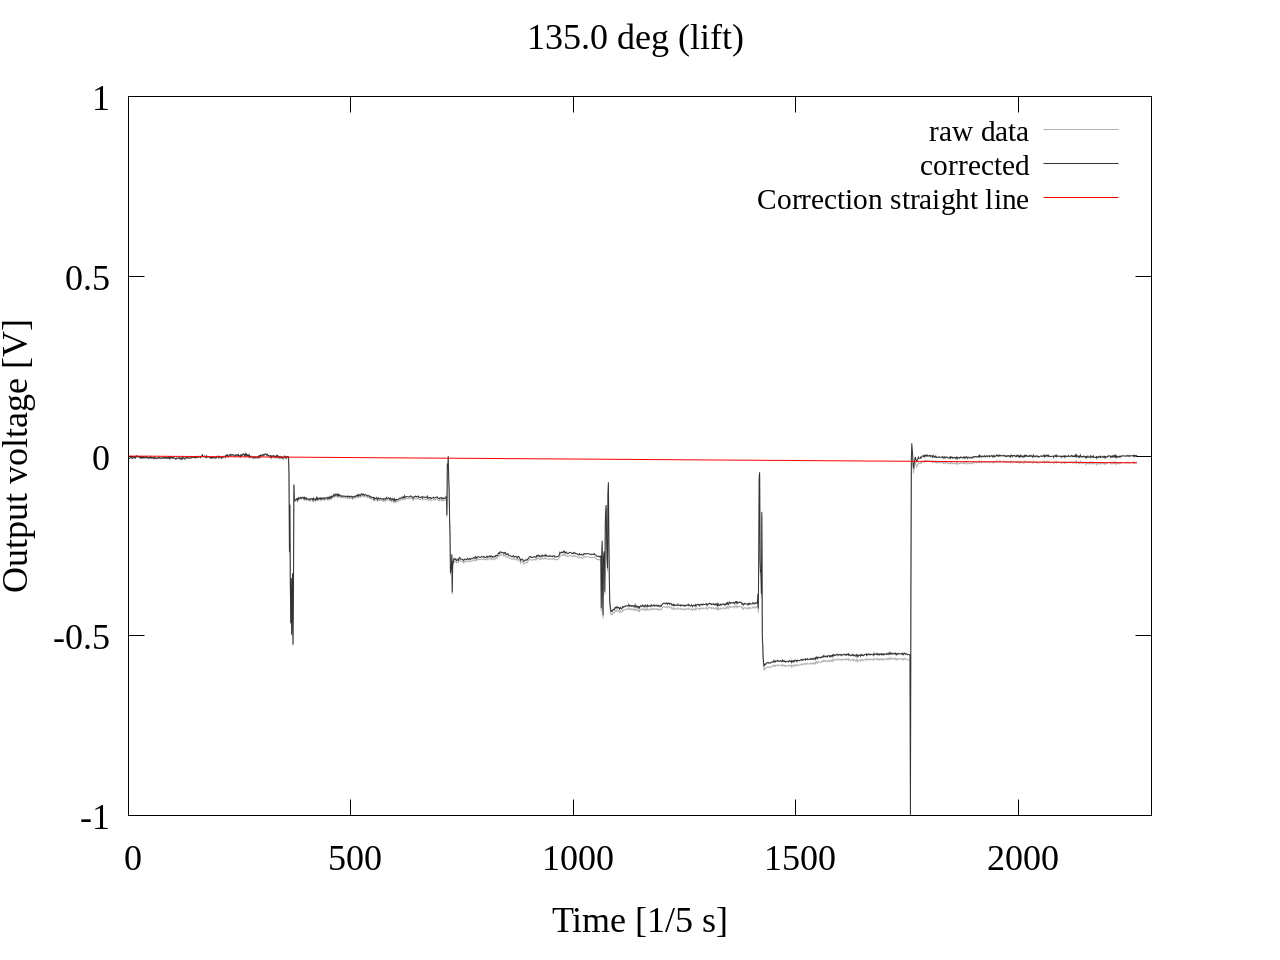 135.0 deg (lift)
1
0.5
0
-0.5
-1
Output voltage [V]
raw data
corrected
Correction straight line
0 500 1000 1500 2000
Time [1/5 s]